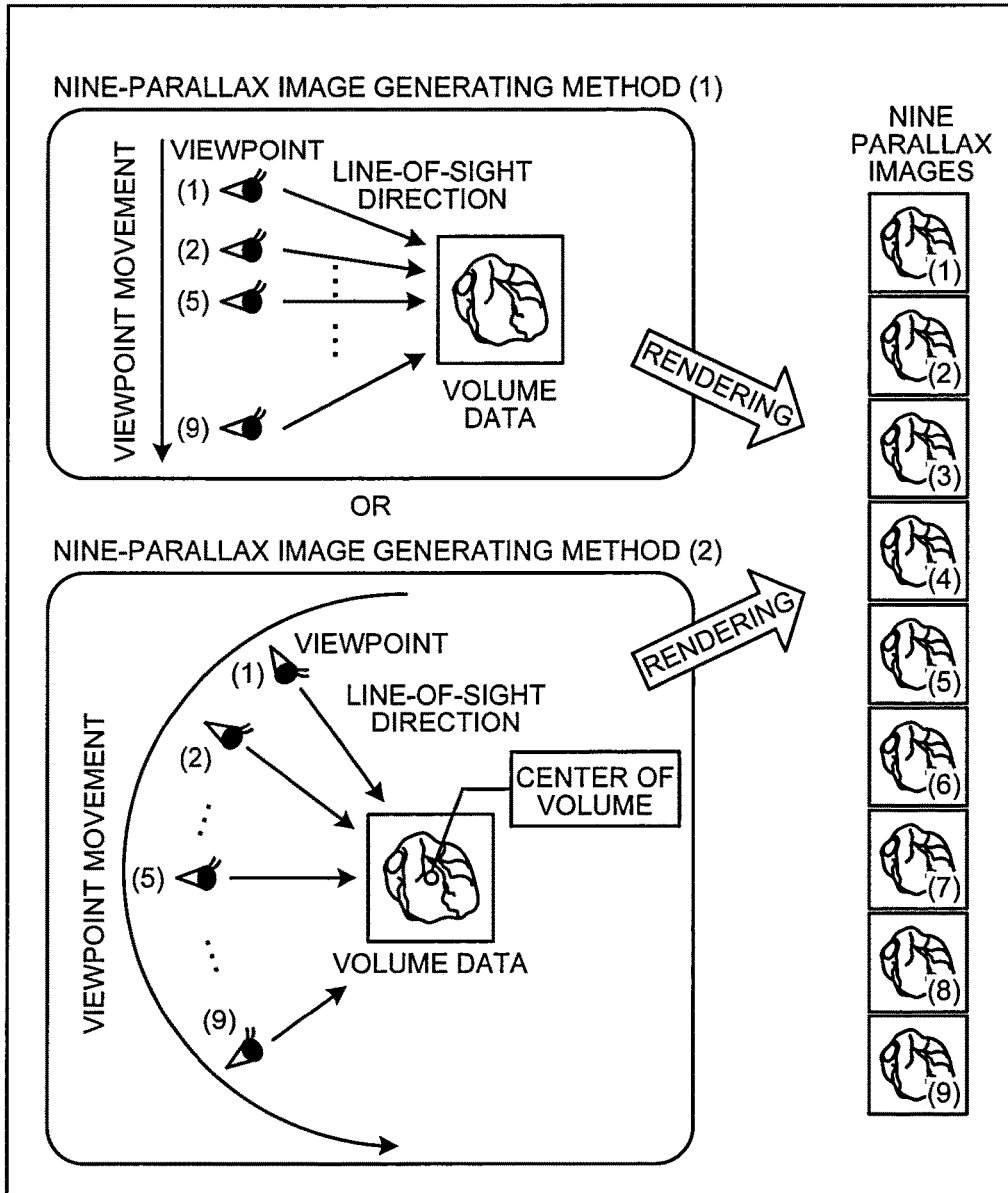 NINE-PARALLAX IMAGE GENERATING METHOD (1)
VIEWPOINT MOVEMENT
VIEWPOINT
(1)
(2)
(5)
(9)
LINE-OF-SIGHT
DIRECTION
VOLUME
DATA
RENDERING
OR
NINE-PARALLAX IMAGE GENERATING METHOD (2)
VIEWPOINT MOVEMENT
VIEWPOINT
(1)
(2)
(5)
(9)
LINE-OF-SIGHT
DIRECTION
CENTER OF
VOLUME
VOLUME DATA
RENDERING
NINE
PARALLAX
IMAGES
(1)
(2)
(3)
(4)
(5)
(6)
(7)
(8)
(9)